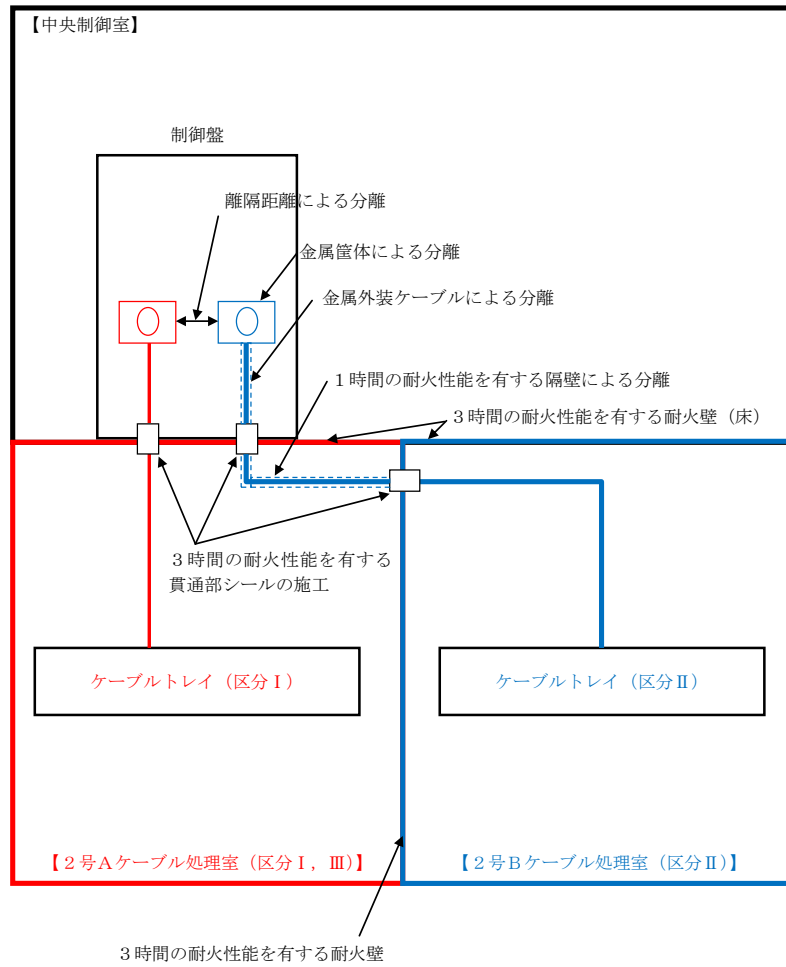 【中央制御室】
制御盤
離隔距離による分離
金属筐体による分離
金属外装ケーブルによる分離
１時間の耐火性能を有する隔壁による分離
３時間の耐火性能を有する耐火壁（床）
３時間の耐火性能を有する
貫通部シールの施工
ケーブルトレイ（区分Ⅰ）
ケーブルトレイ（区分Ⅱ）
【２号Ａケーブル処理室（区分Ⅰ，Ⅲ）】
【２号Ｂケーブル処理室（区分Ⅱ）】
３時間の耐火性能を有する耐火壁